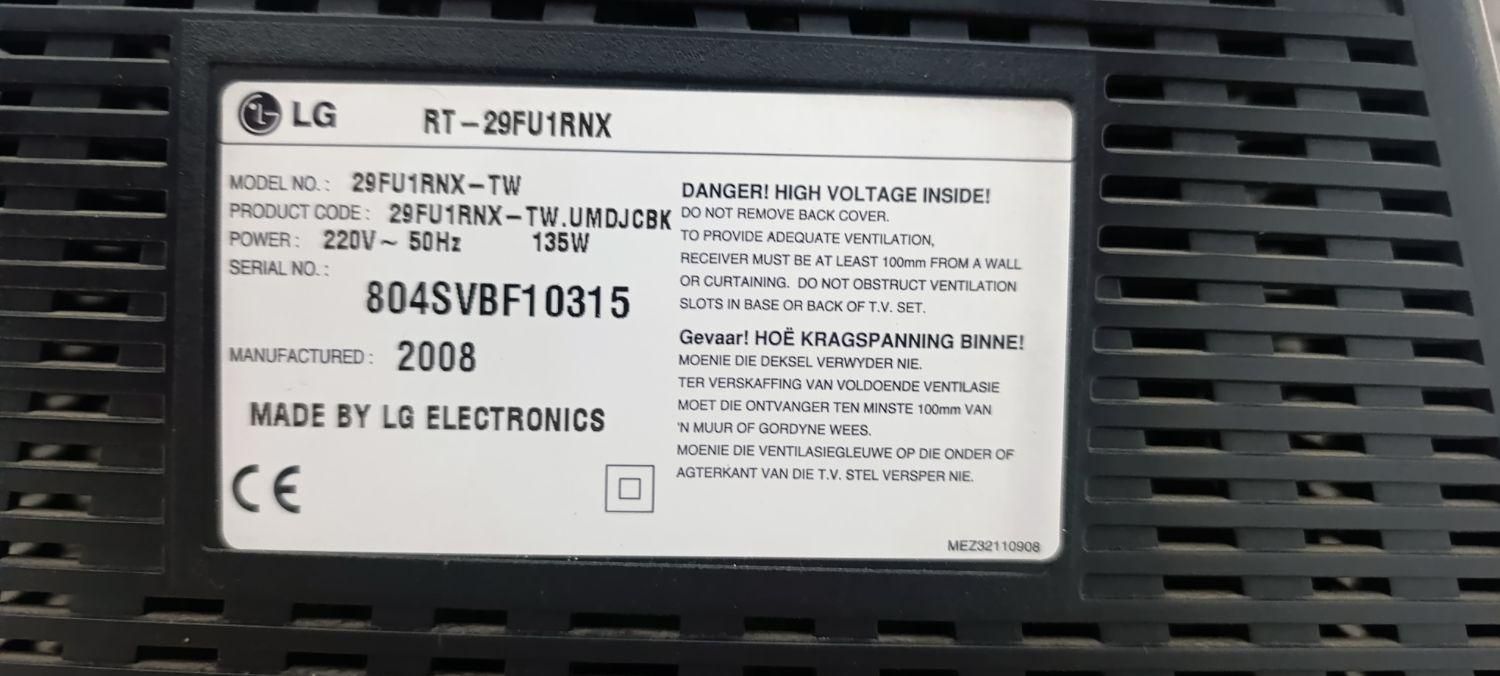 LG RT-29FU1RNX
MODEL NO.: 29FU1RNX-TW
PRODUCT CODE: 29FU1RNX-TW.UMDJCBK
POWER: 220V~ 50Hz 135W
SERIAL NO.:
804SVBF10315
MANUFACTURED: 2008
MADE BY LG ELECTRONICS
CE
DANGER! HIGH VOLTAGE INSIDE!
DO NOT REMOVE BACK COVER.
TO PROVIDE ADEQUATE VENTILATION,
RECEIVER MUST BE AT LEAST 100mm FROM A WALL
OR CURTAINING. DO NOT OBSTRUCT VENTILATION
SLOTS IN BASE OR BACK OF T.V. SET.
Gevaar! HOË KRAGSPANNING BINNE!
MOENIE DIE DEKSEL VERWYDER NIE.
TER VERSKAFFING VAN VOLDOENDE VENTILASIE
MOET DIE ONTVANGER TEN MINSTE 100mm VAN
'N MUUR OF GORDYNE WEES.
MOENIE DIE VENTILASIEGLEUWE OP DIE ONDER OF
AGTERKANT VAN DIE T.V. STEL VERSPER NIE.
MEZ32110908